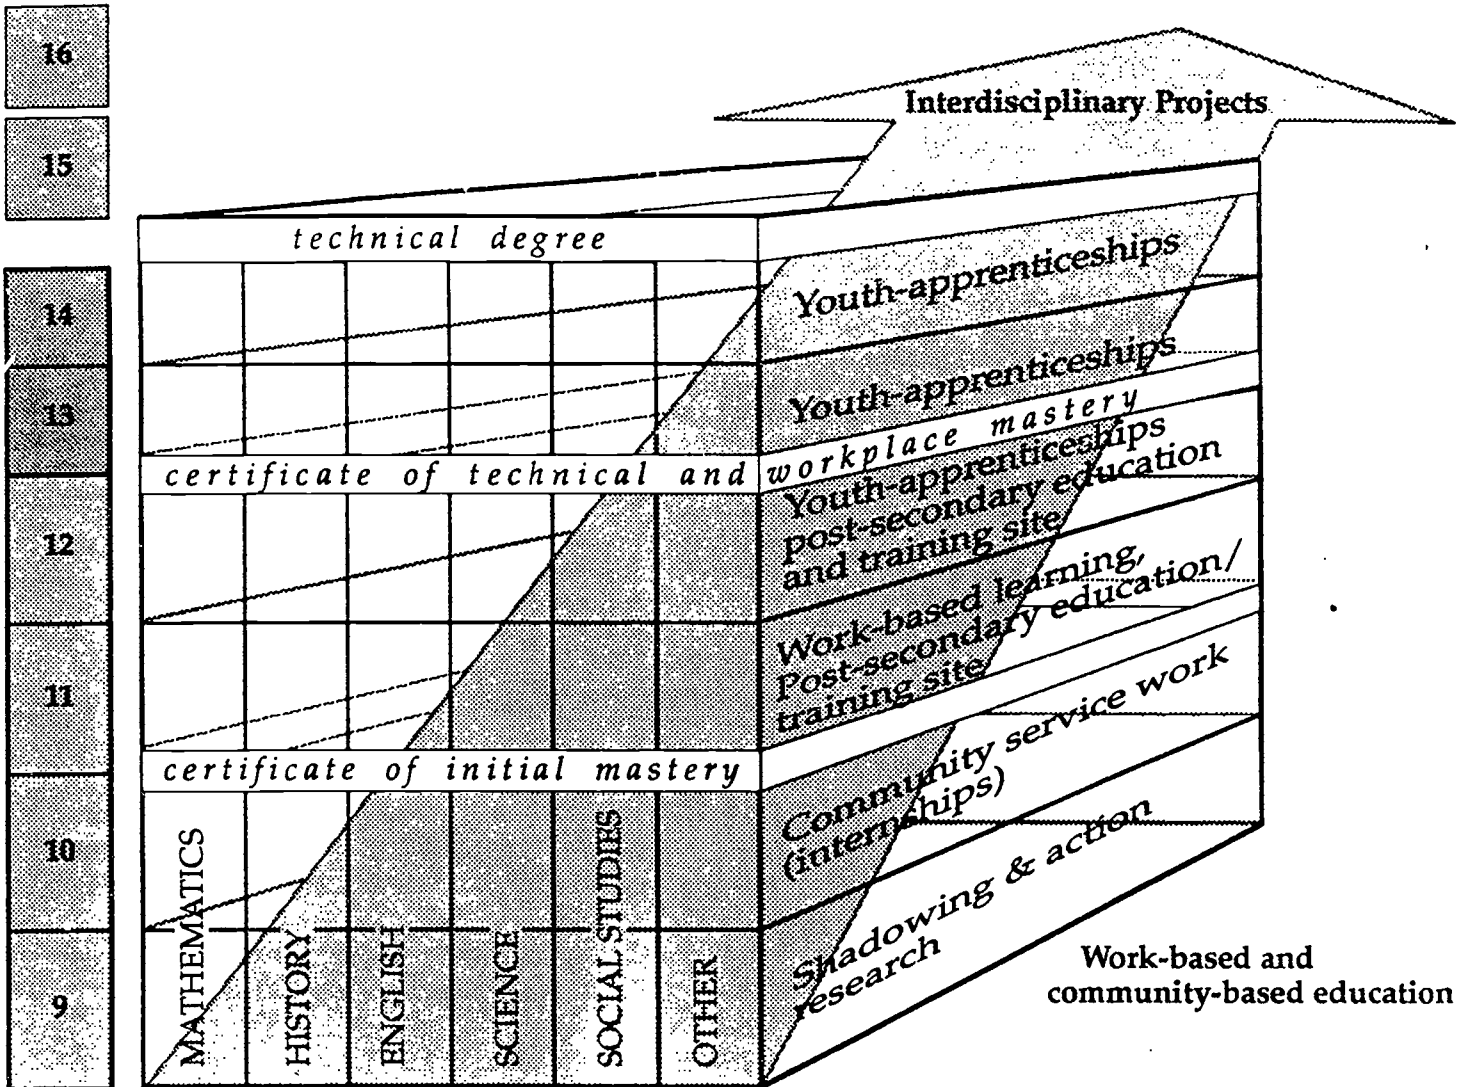 16
15
14
13
12
11
10
9
Interdisciplinary Projects
technical degree
certificate of technical and workplace mastery
certificate of initial mastery
MATHEMATICS
HISTORY
ENGLISH
SCIENCE
SOCIAL STUDIES
OTHER
Youth-apprenticeships
Youth-apprenticeships
Youth-apprenticeships
post-secondary education
and training site
Work-based learning,
Post-secondary education/
training site
Community service work
(internships)
Shadowing & action
research
Work-based and
community-based education